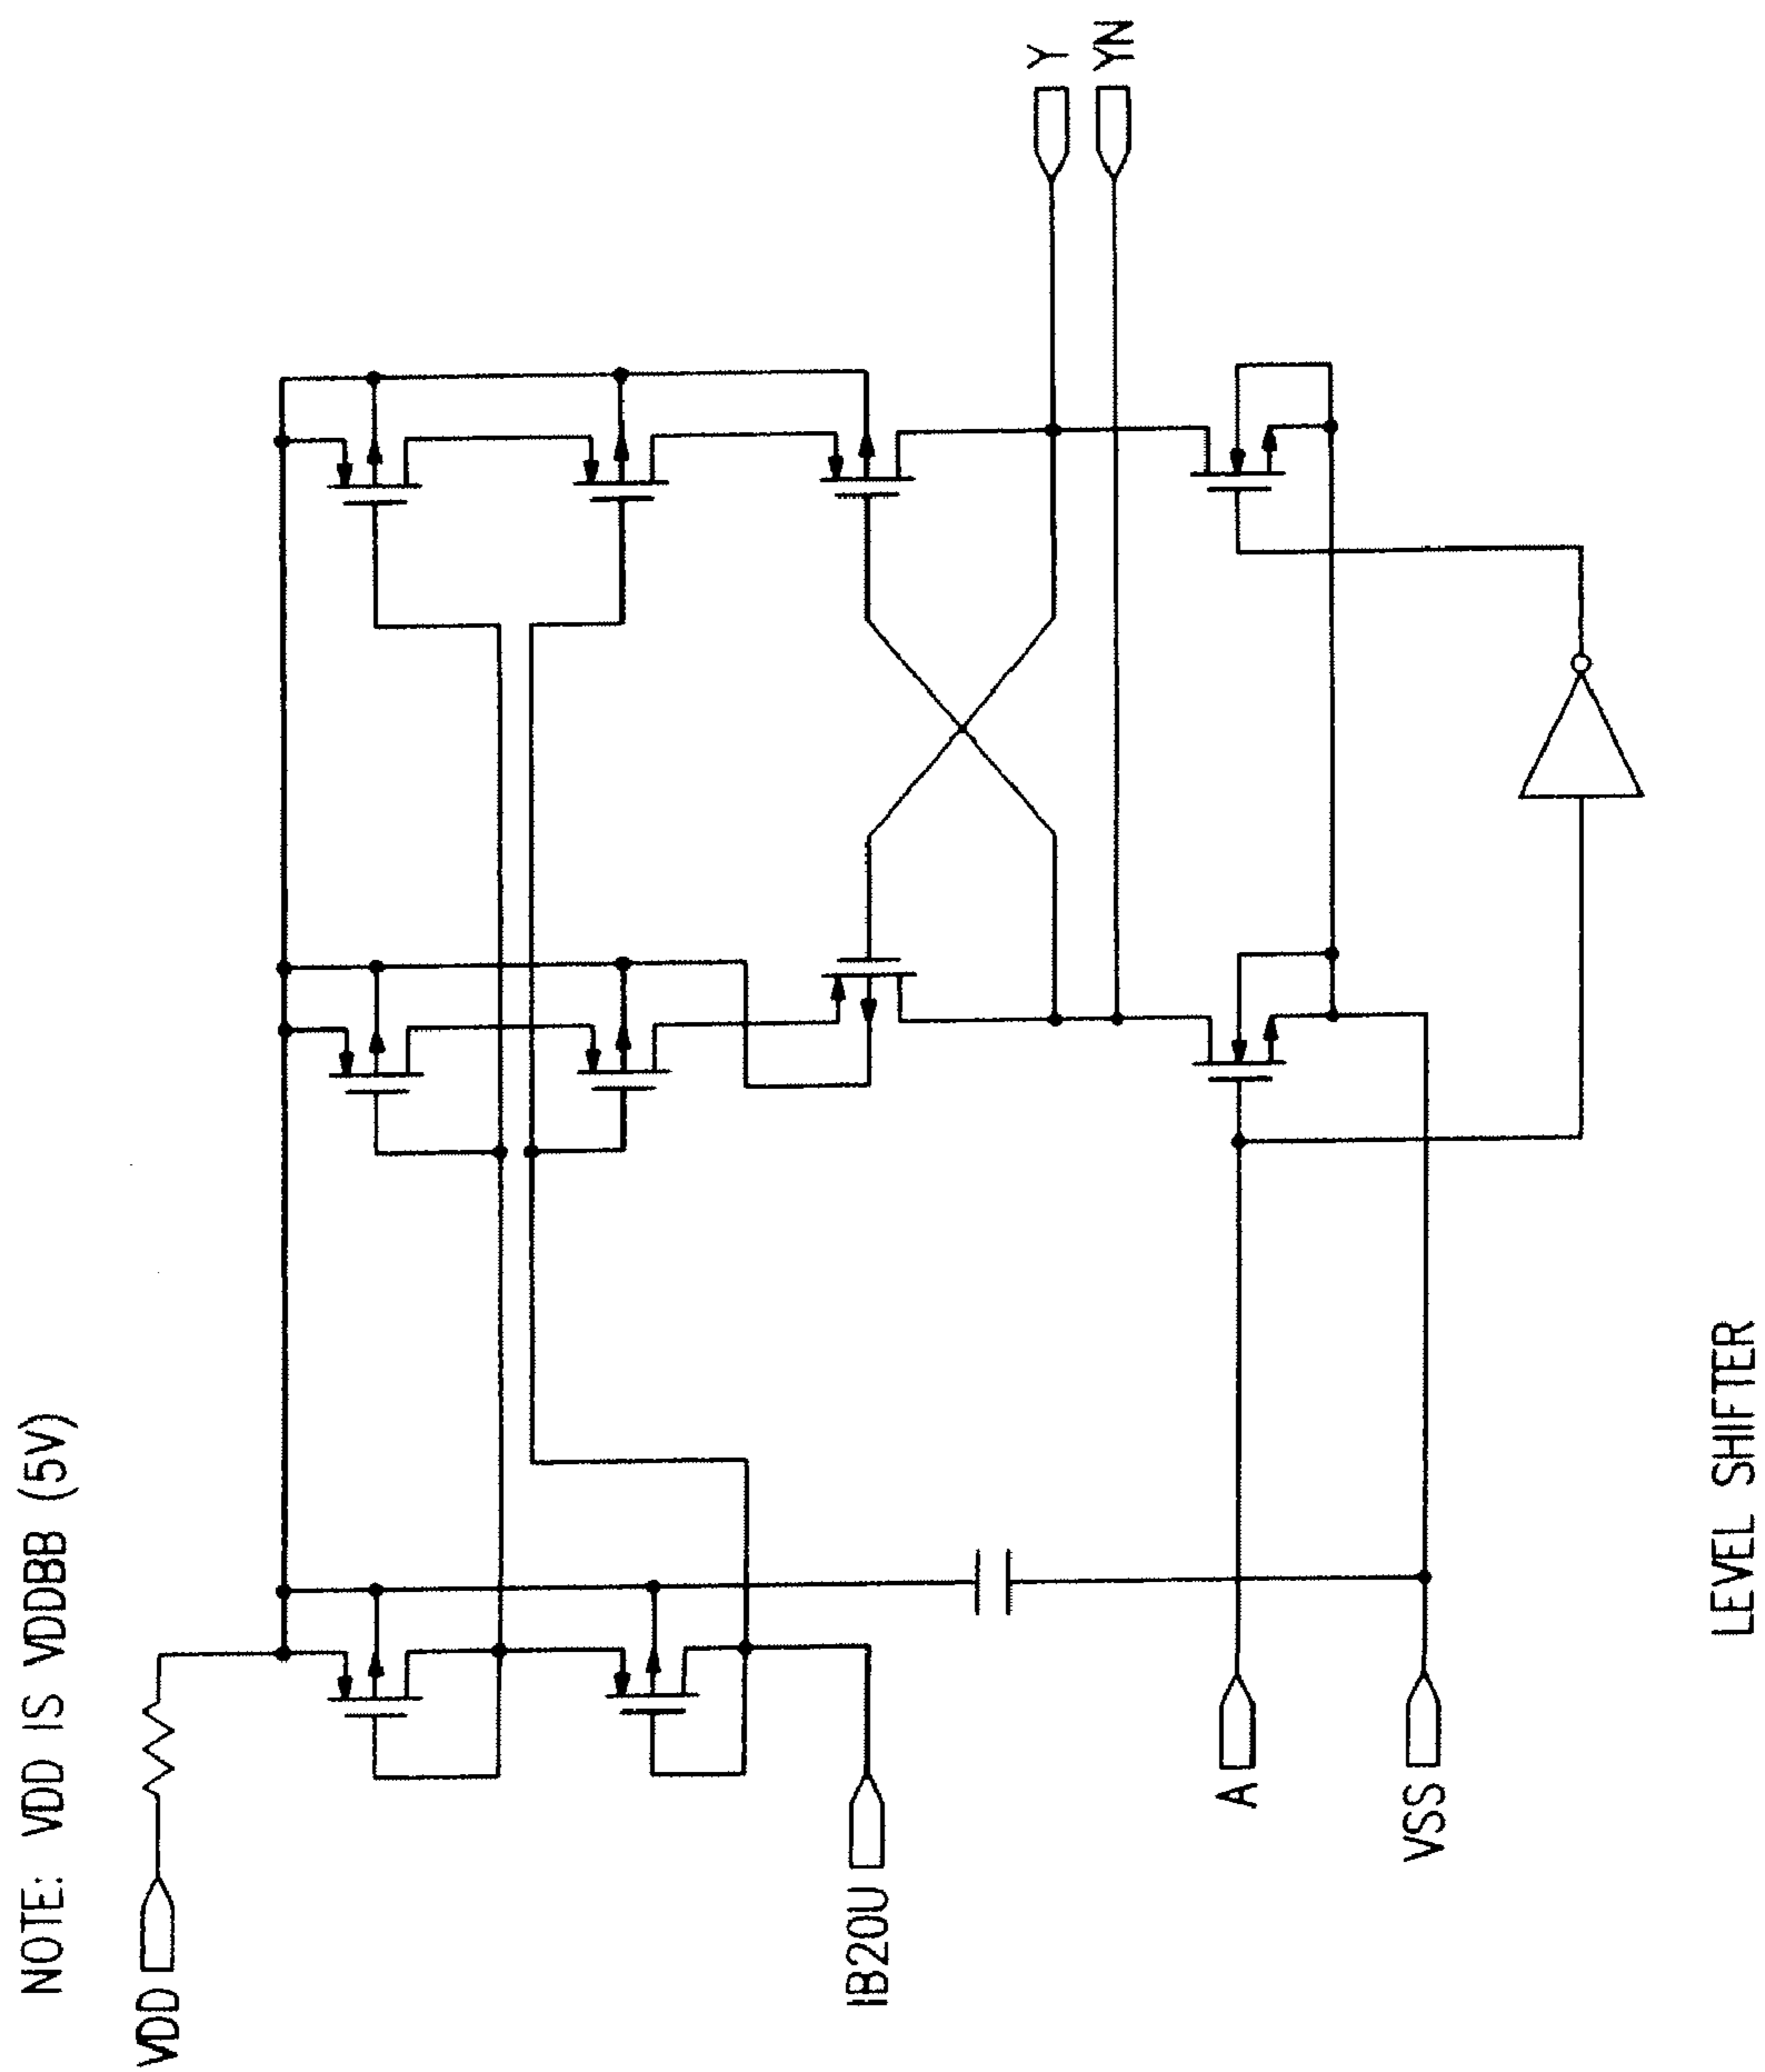 NOTE: VDD IS VDDBB (5V)
VDD
IB20U
A
VSS
Y
YN
LEVEL SHIFTER